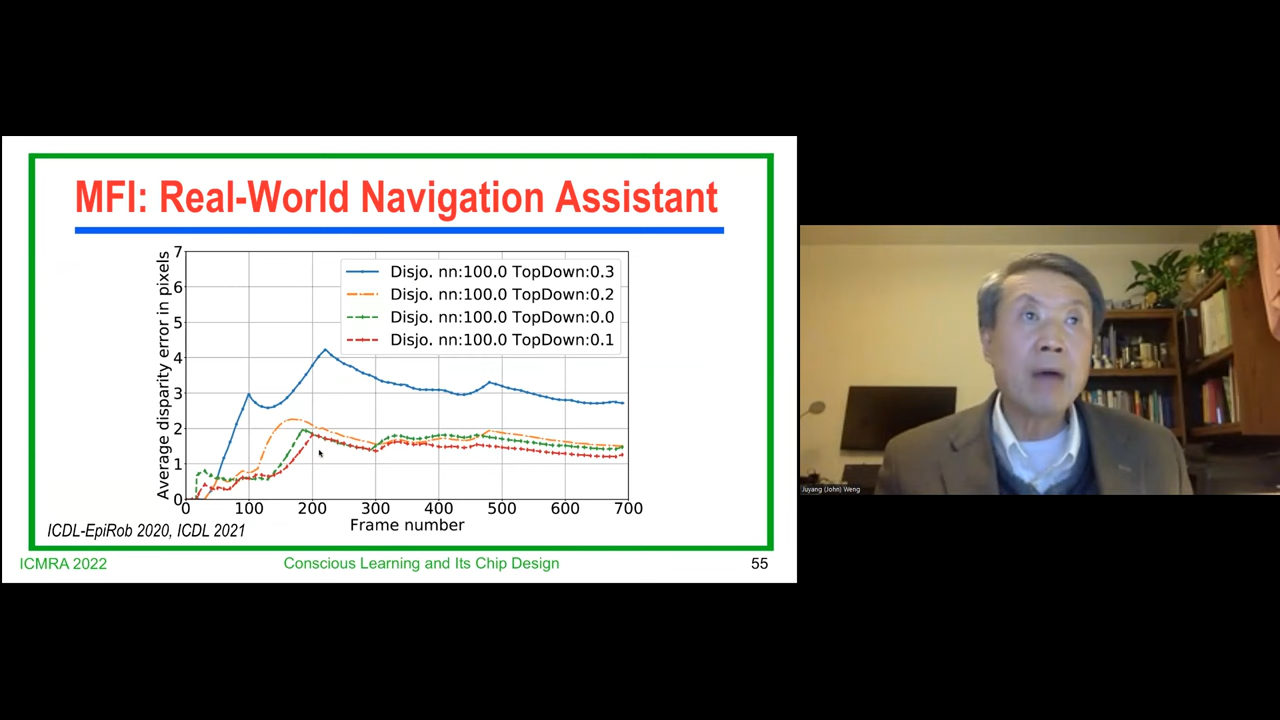 MFI: Real-World Navigation Assistant
Average disparity error in pixels
7
6
5
4
3
2
1
0
Disjo. nn:100.0 TopDown:0.3
Disjo. nn:100.0 TopDown:0.2
Disjo. nn:100.0 TopDown:0.0
Disjo. nn:100.0 TopDown:0.1
0 100 200 300 400 500 600 700
Frame number
ICDL-EpiRob 2020, ICDL 2021
ICMRA 2022
Conscious Learning and Its Chip Design
55
Juyang (John) Weng